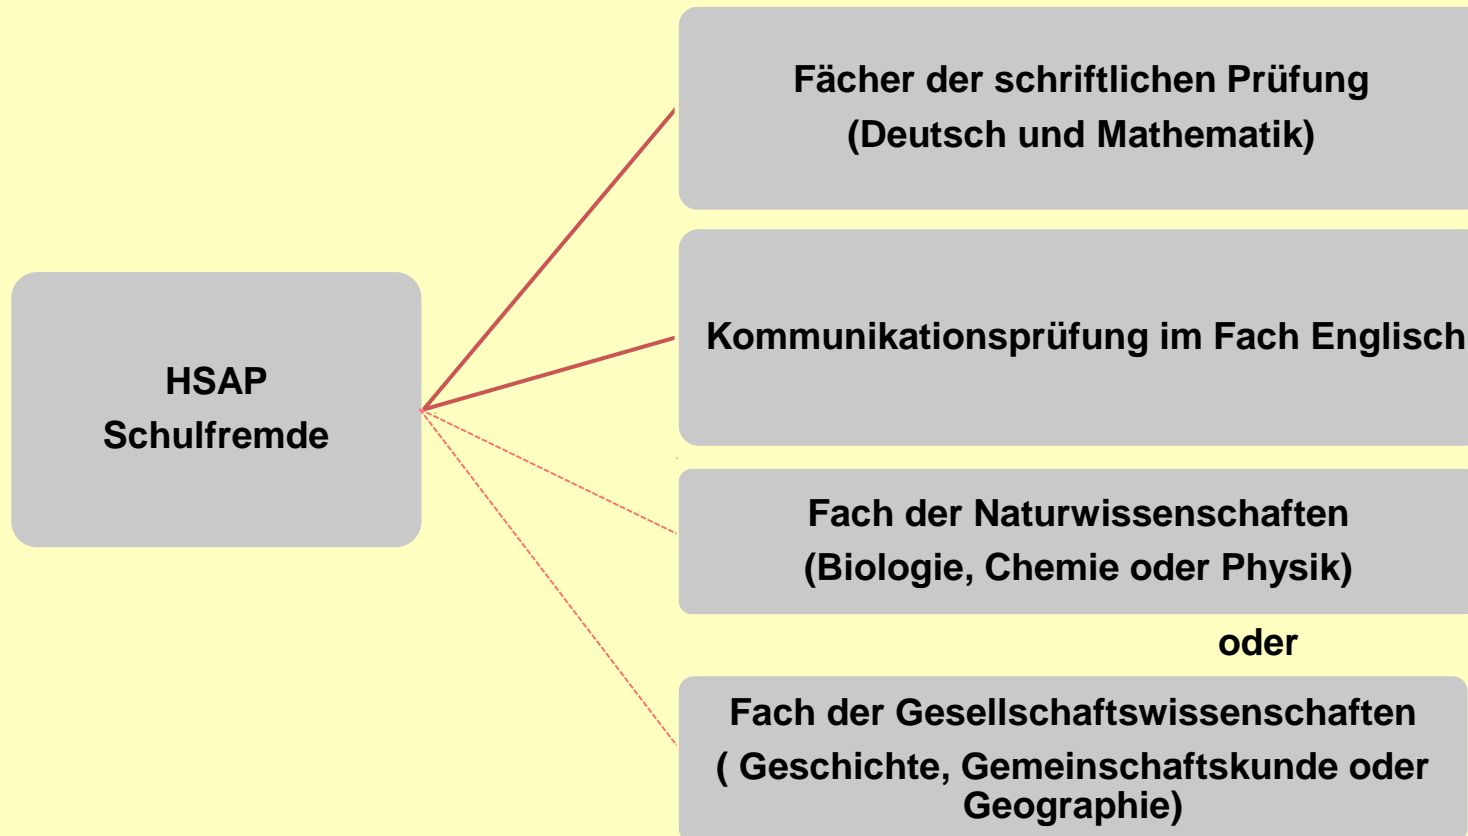 HSAP
Schulfremde
Fächer der schriftlichen Prüfung
(Deutsch und Mathematik)
Kommunikationsprüfung im Fach Englisch
Fach der Naturwissenschaften
(Biologie, Chemie oder Physik)
oder
Fach der Gesellschaftswissenschaften
( Geschichte, Gemeinschaftskunde oder
Geographie)